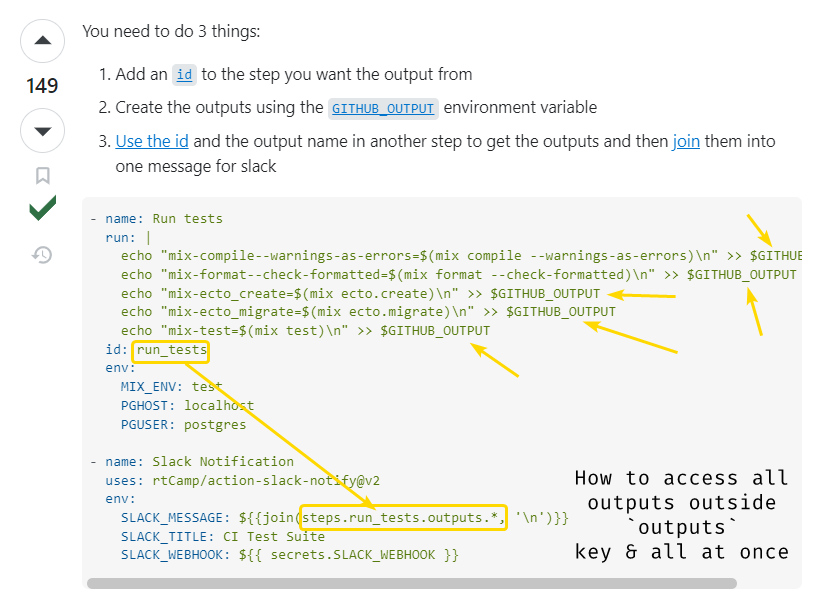 You need to do 3 things:
149
1. Add an id to the step you want the output from
2. Create the outputs using the GITHUB_OUTPUT environment variable
3. Use the id and the output name in another step to get the outputs and then join them into
one message for slack
- name: Run tests
run: |
echo "mix-compile--warnings-as-errors=$(mix compile --warnings-as-errors)\n" >> $GITHUB
echo "mix-format--check-formatted=$(mix format --check-formatted)\n" >> $GITHUB_OUTPUT
echo "mix-ecto_create=$(mix ecto.create)\n" >> $GITHUB_OUTPUT
echo "mix-ecto_migrate=$(mix ecto.migrate)\n" >> $GITHUB_OUTPUT
echo "mix-test=$(mix test)\n" >> $GITHUB_OUTPUT
id: run_tests
env:
MIX_ENV: test
PGHOST: localhost
PGUSER: postgres
- name: Slack Notification
uses: rtCamp/action-slack-notify@v2
env:
SLACK_MESSAGE: ${{join(steps.run_tests.outputs.*, '\n')}}
SLACK_TITLE: CI Test Suite
SLACK_WEBHOOK: ${{ secrets.SLACK_WEBHOOK }}
How to access all
outputs outside
`outputs`
key & all at once